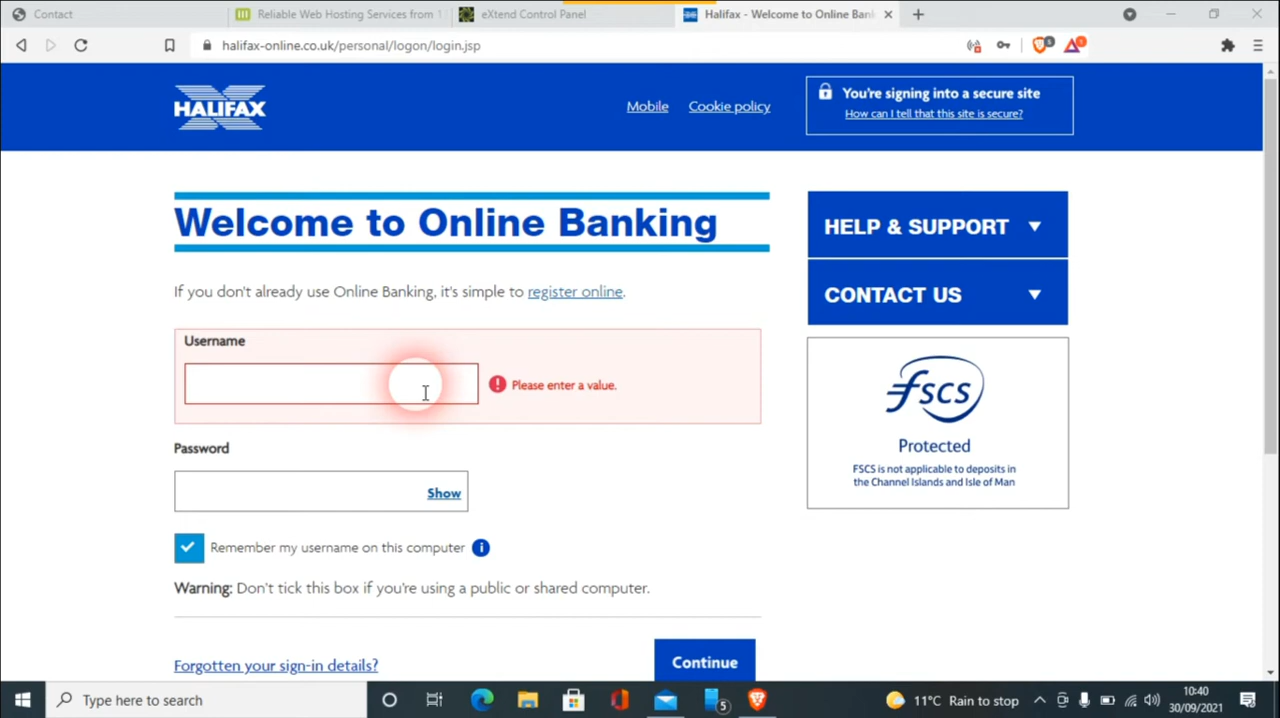 Contact
Reliable Web Hosting Services from 1
eXtend Control Panel
Halifax - Welcome to Online Bank
halifax-online.co.uk/personal/logon/login.jsp
HALIFAX
Mobile
Cookie policy
You're signing into a secure site
How can I tell that this site is secure?
Welcome to Online Banking
If you don't already use Online Banking, it's simple to register online.
Username
Please enter a value.
Password
Show
Remember my username on this computer
Warning: Don't tick this box if you're using a public or shared computer.
Forgotten your sign-in details?
Continue
HELP & SUPPORT
CONTACT US
FSCS
Protected
FSCS is not applicable to deposits in
the Channel Islands and Isle of Man
Type here to search
5
11°C Rain to stop
10:40
30/09/2021